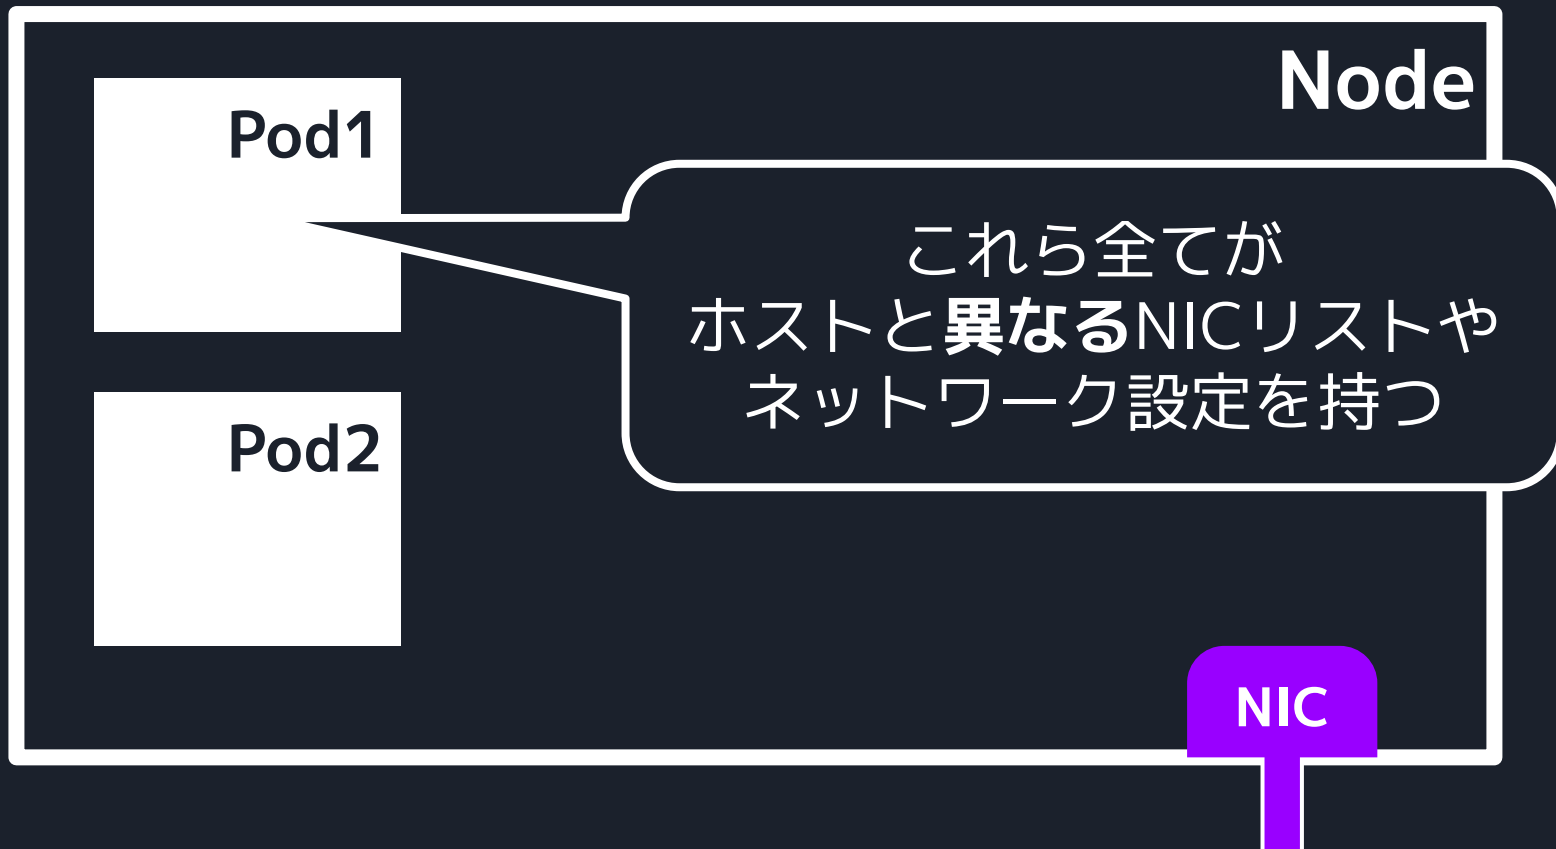 Node
Pod1
これら全てが
ホストと異なるNICリストや
ネットワーク設定を持つ
Pod2
NIC